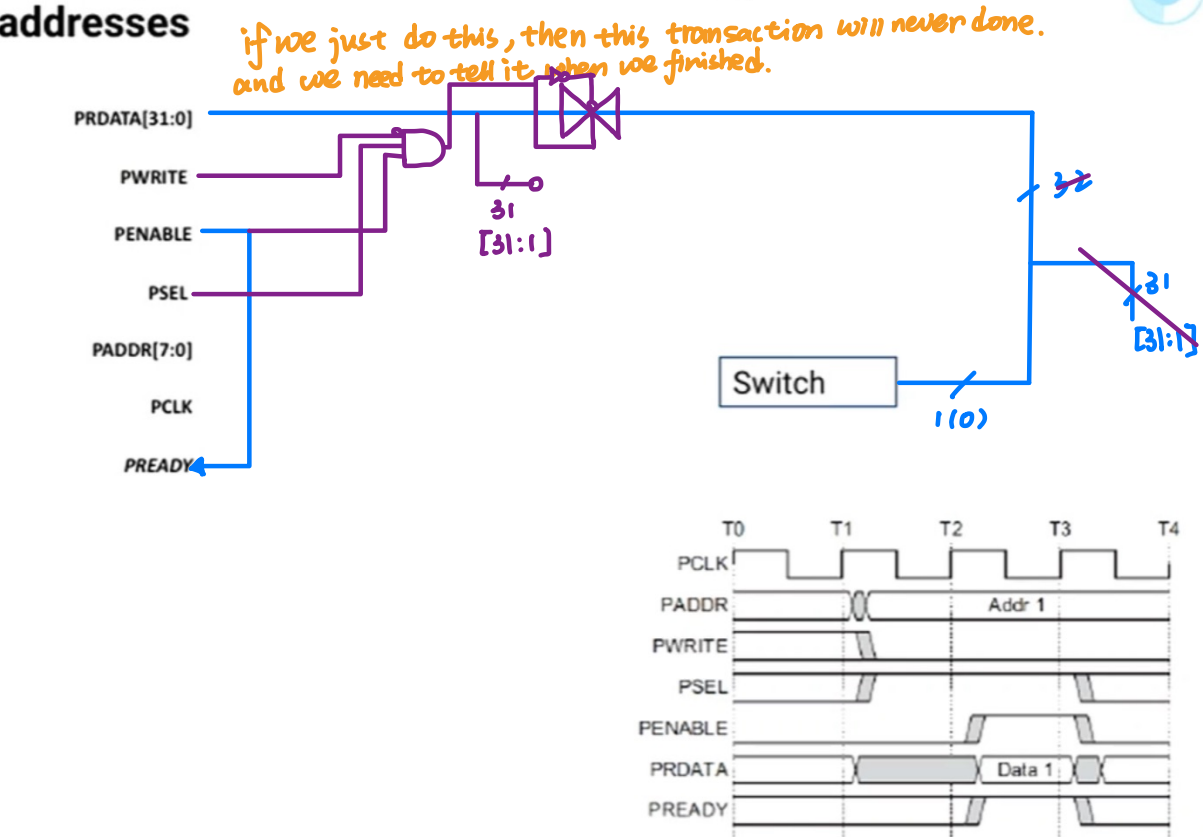 addresses
if we just do this, then this transaction will never done.
and we need to tell it when we finished.
PRDATA[31:0]
PWRITE
PENABLE
PSEL
PADDR[7:0]
PCLK
PREADY
31
[31:1]
32
31
[31:1]
Switch
1(0)
T0 T1 T2 T3 T4
PCLK
PADDR Addr 1
PWRITE
PSEL
PENABLE
PRDATA Data 1
PREADY